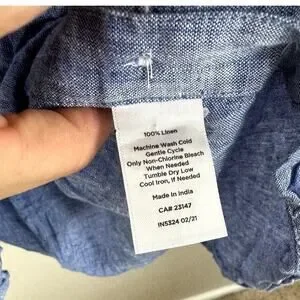 100% Linen
Machine Wash Cold
Gentle Cycle
Only Non-Chlorine Bleach
When Needed
Tumble Dry Low
Cool Iron, If Needed
Made in India
CA# 23147
IN5324 02/21